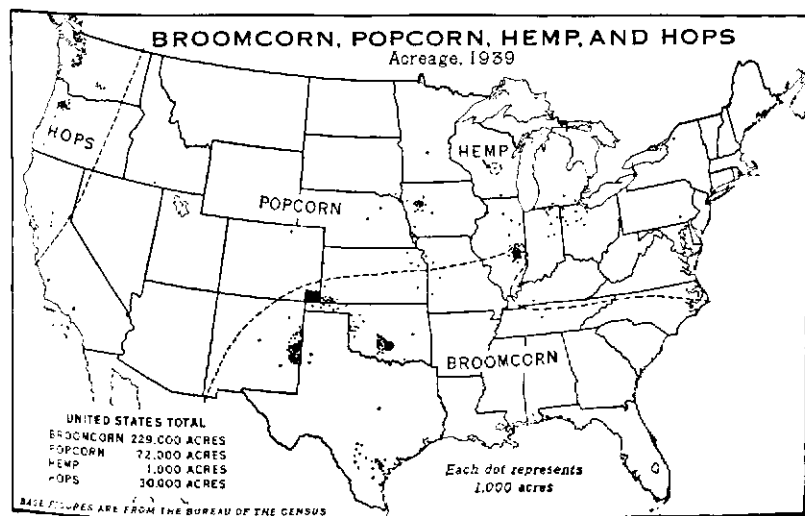 BROOMCORN, POPCORN, HEMP, AND HOPS
Acreage, 1939
HOPS
HEMP
POPCORN
BROOMCORN
UNITED STATES TOTAL
BROOMCORN 229,000 ACRES
POPCORN 72,000 ACRES
HEMP 1,000 ACRES
HOPS 30,000 ACRES
Each dot represents
1,000 acres
BASE FIGURES ARE FROM THE BUREAU OF THE CENSUS